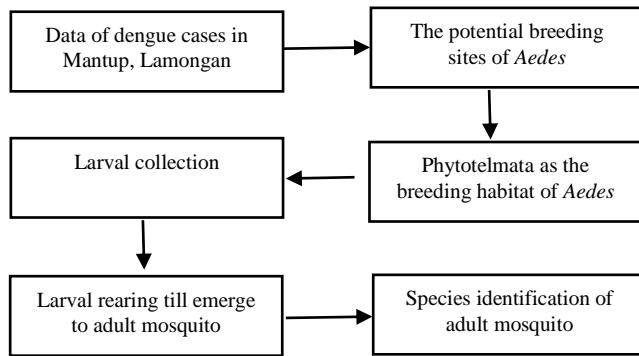 Data of dengue cases in
Mantup, Lamongan
The potential breeding
sites of Aedes
Phytotelmata as the
breeding habitat of Aedes
Larval collection
Larval rearing till emerge
to adult mosquito
Species identification of
adult mosquito